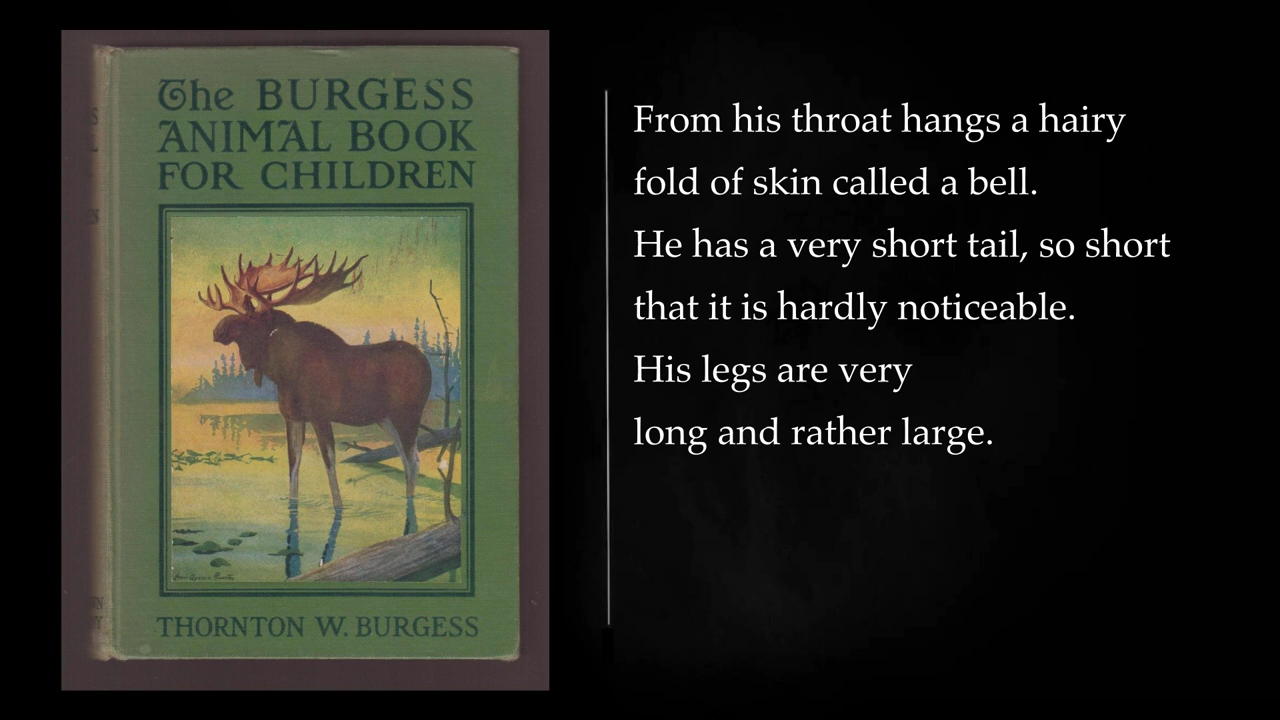 The BURGESS
ANIMAL BOOK
FOR CHILDREN
THORNTON W. BURGESS
From his throat hangs a hairy
fold of skin called a bell.
He has a very short tail, so short
that it is hardly noticeable.
His legs are very
long and rather large.